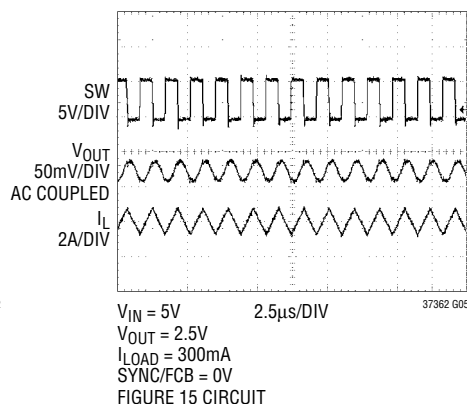 SW
5V/DIV
VOUT
50mV/DIV
AC COUPLED
IL
2A/DIV
VIN = 5V
2.5µs/DIV
37362 G05
VOUT = 2.5V
ILOAD = 300mA
SYNC/FCB = 0V
FIGURE 15 CIRCUIT